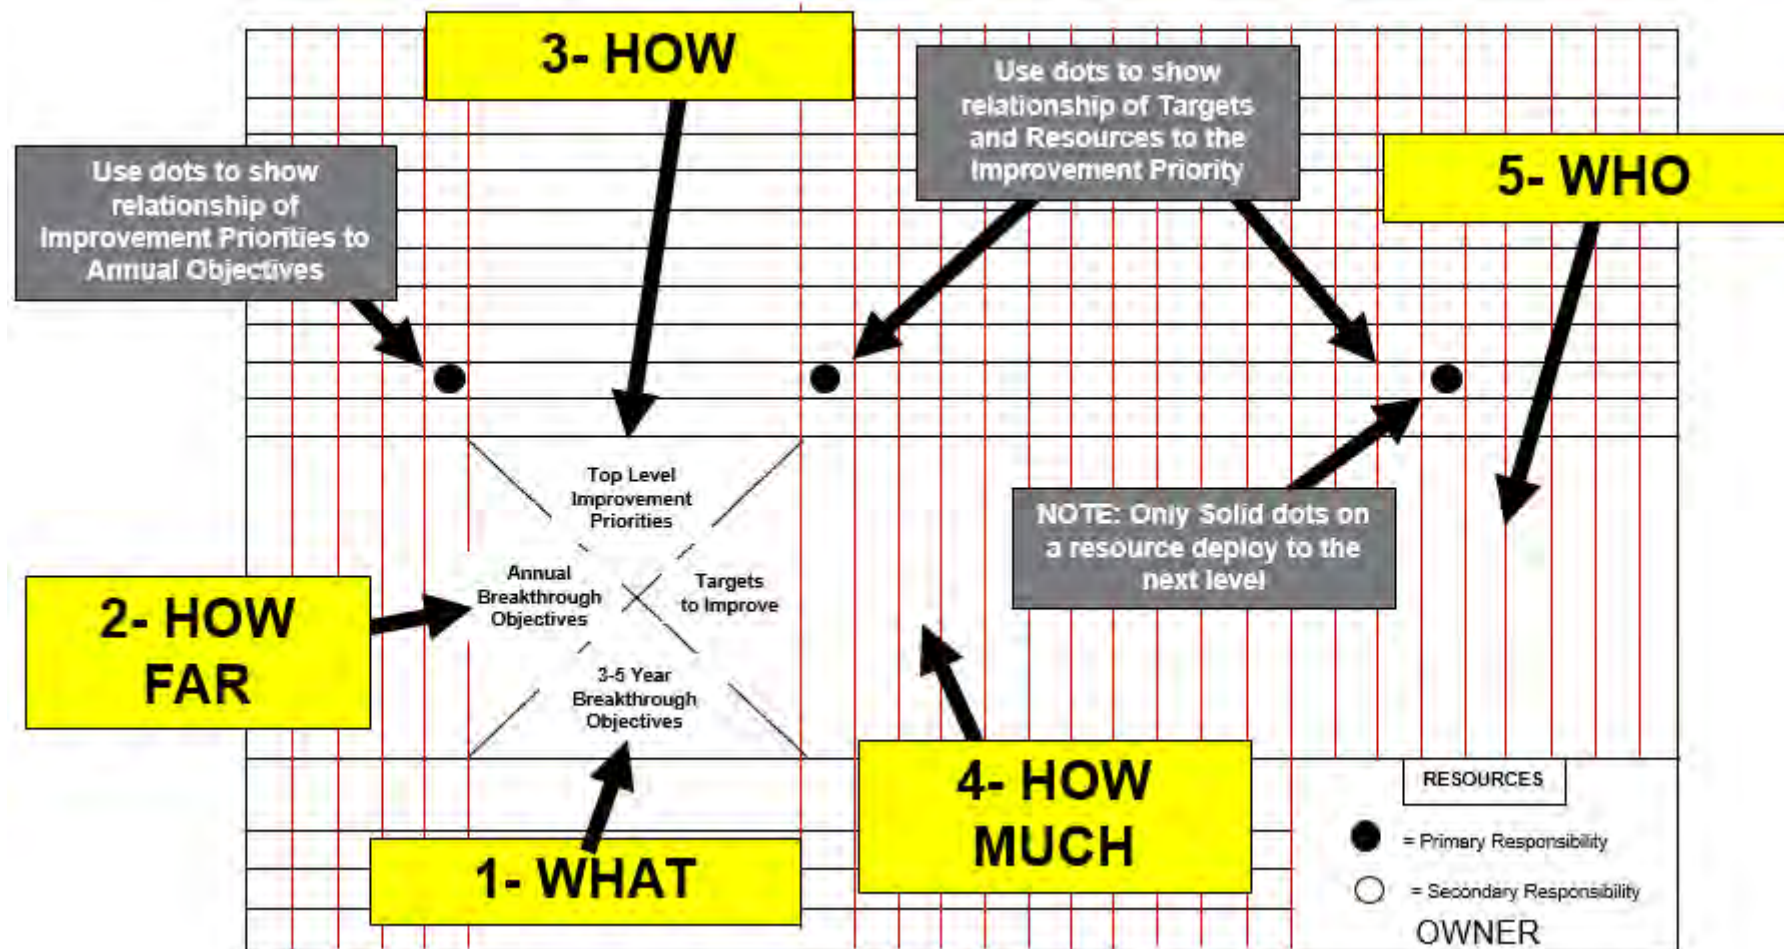 3- HOW
Use dots to show
relationship of Targets
and Resources to the
Improvement Priority
5- WHO
Use dots to show
relationship of
Improvement Priorities to
Annual Objectives
Top Level
Improvement
Priorities
NOTE: Only Solid dots on
a resource deploy to the
next level
Annual
Breakthrough
Objectives
Targets
to Improve
2- HOW
FAR
3-5 Year
Breakthrough
Objectives
4- HOW
MUCH
1- WHAT
RESOURCES
= Primary Responsibility
= Secondary Responsibility
OWNER